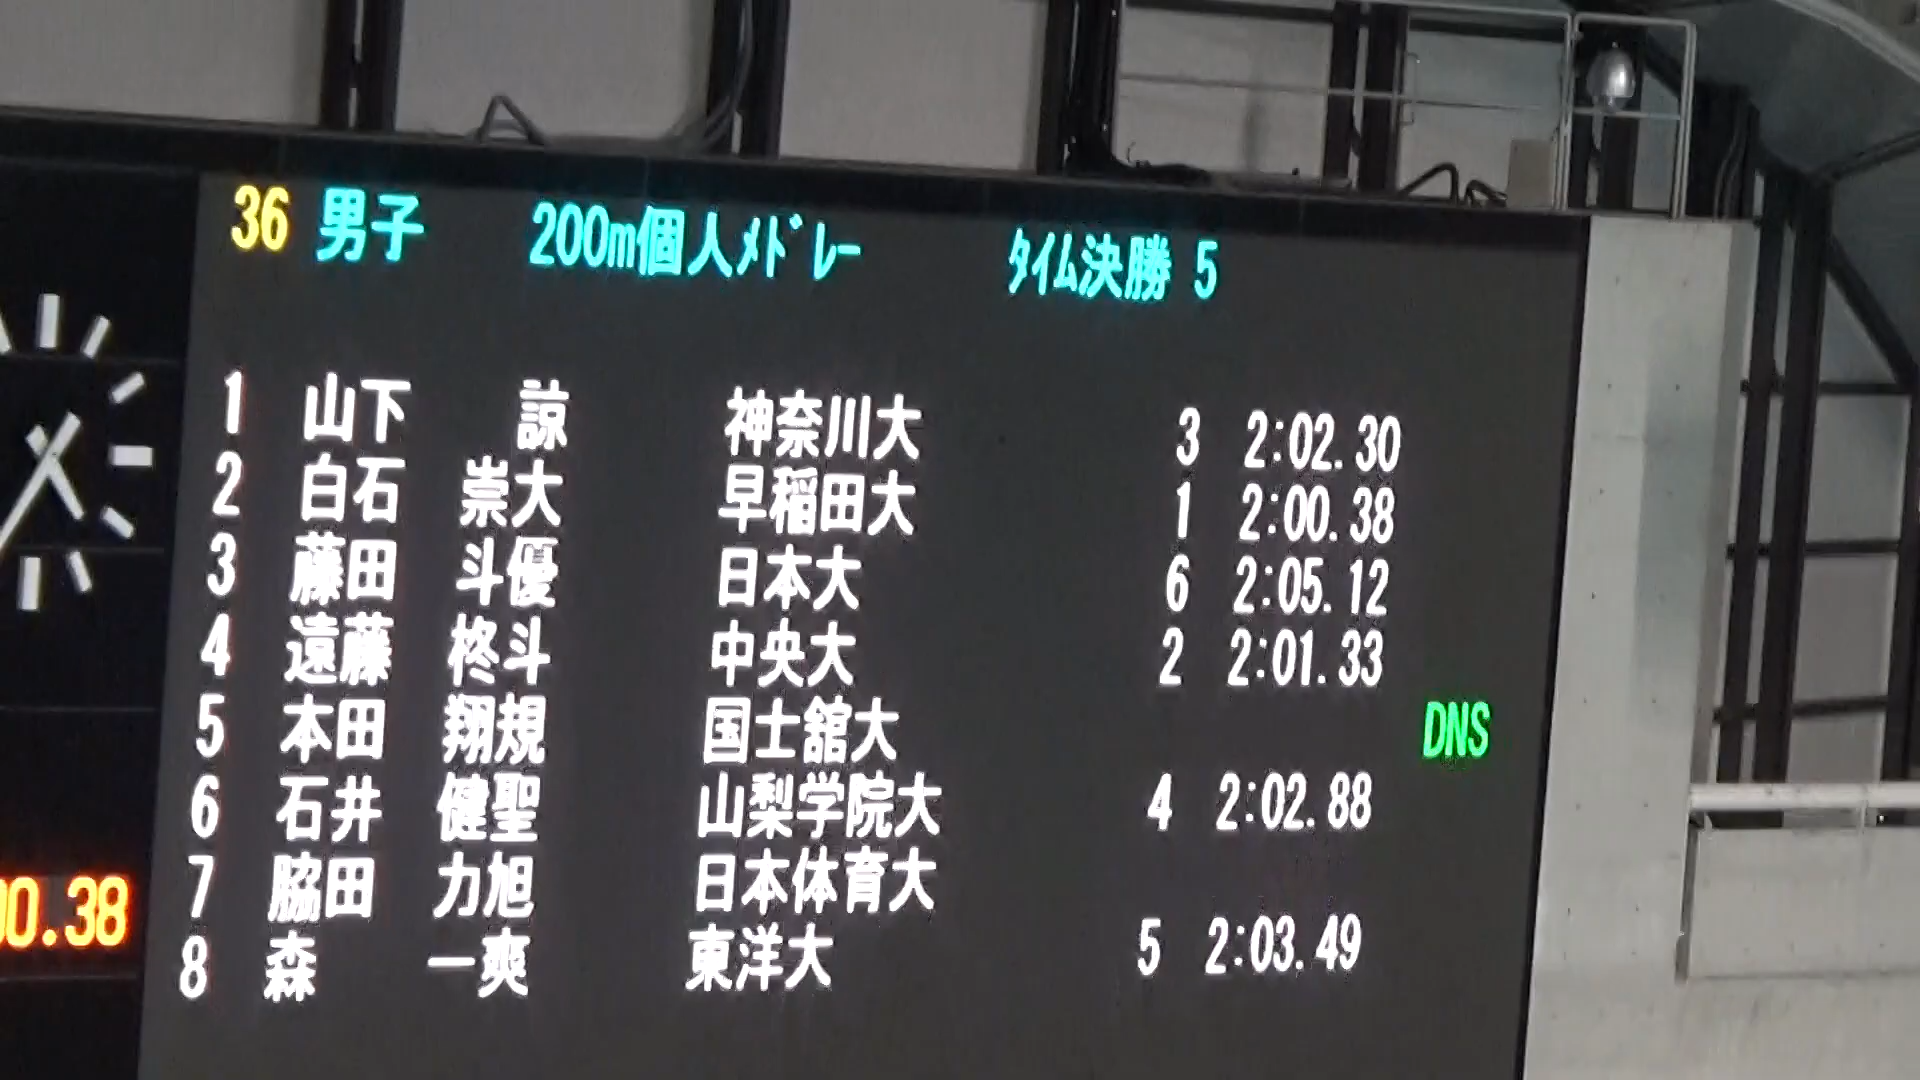 36 男子 200m個人ﾒﾄﾞﾚｰ ﾀｲﾑ決勝 5
1 山下 諒 神奈川大 3 2:02.30
2 白石 崇大 早稲田大 1 2:00.38
3 藤田 斗優 日本大 6 2:05.12
4 遠藤 柊斗 中央大 2 2:01.33
5 本田 翔規 国士舘大 DNS
6 石井 健聖 山梨学院大 4 2:02.88
7 脇田 力旭 日本体育大
8 森 一爽 東洋大 5 2:03.49
00.38